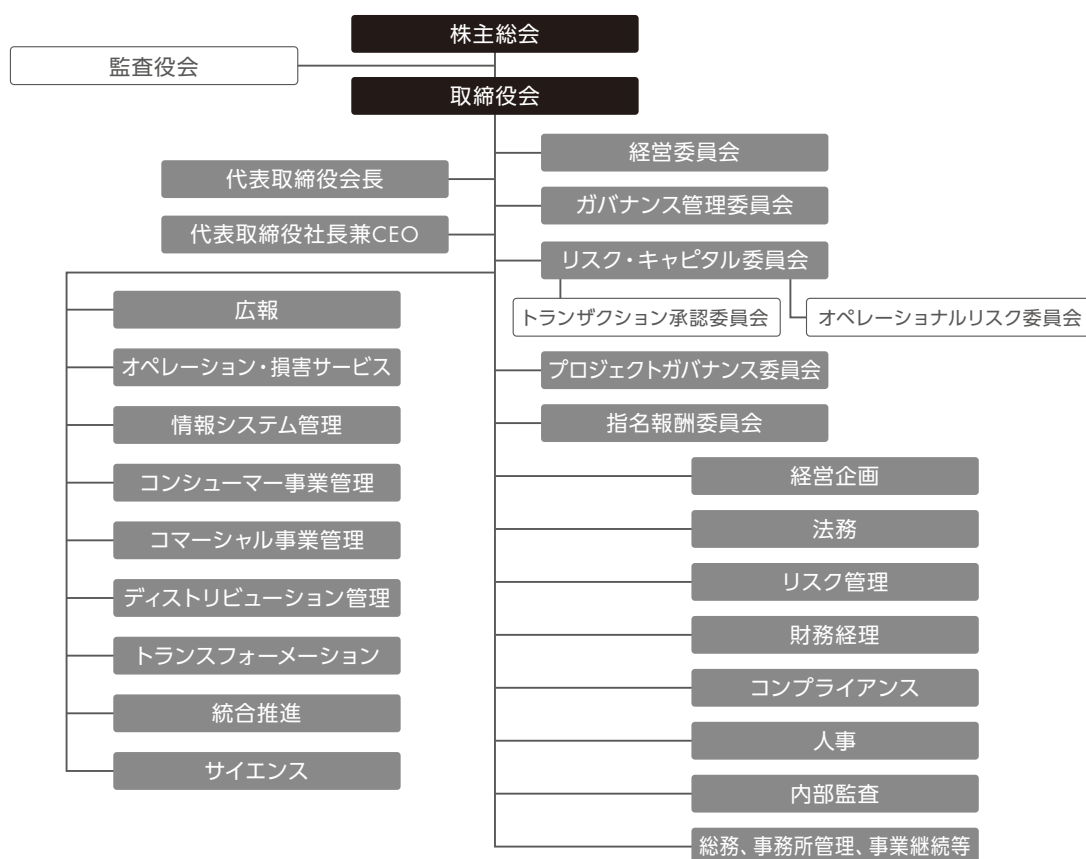 株主総会
監査役会
取締役会
経営委員会
代表取締役会長
ガバナンス管理委員会
代表取締役社長兼CEO
リスク・キャピタル委員会
トランザクション承認委員会
オペレーショナルリスク委員会
プロジェクトガバナンス委員会
指名報酬委員会
広報
オペレーション・損害サービス
情報システム管理
コンシューマー事業管理
コマーシャル事業管理
ディストリビューション管理
トランスフォーメーション
統合推進
サイエンス
経営企画
法務
リスク管理
財務経理
コンプライアンス
人事
内部監査
総務、事務所管理、事業継続等